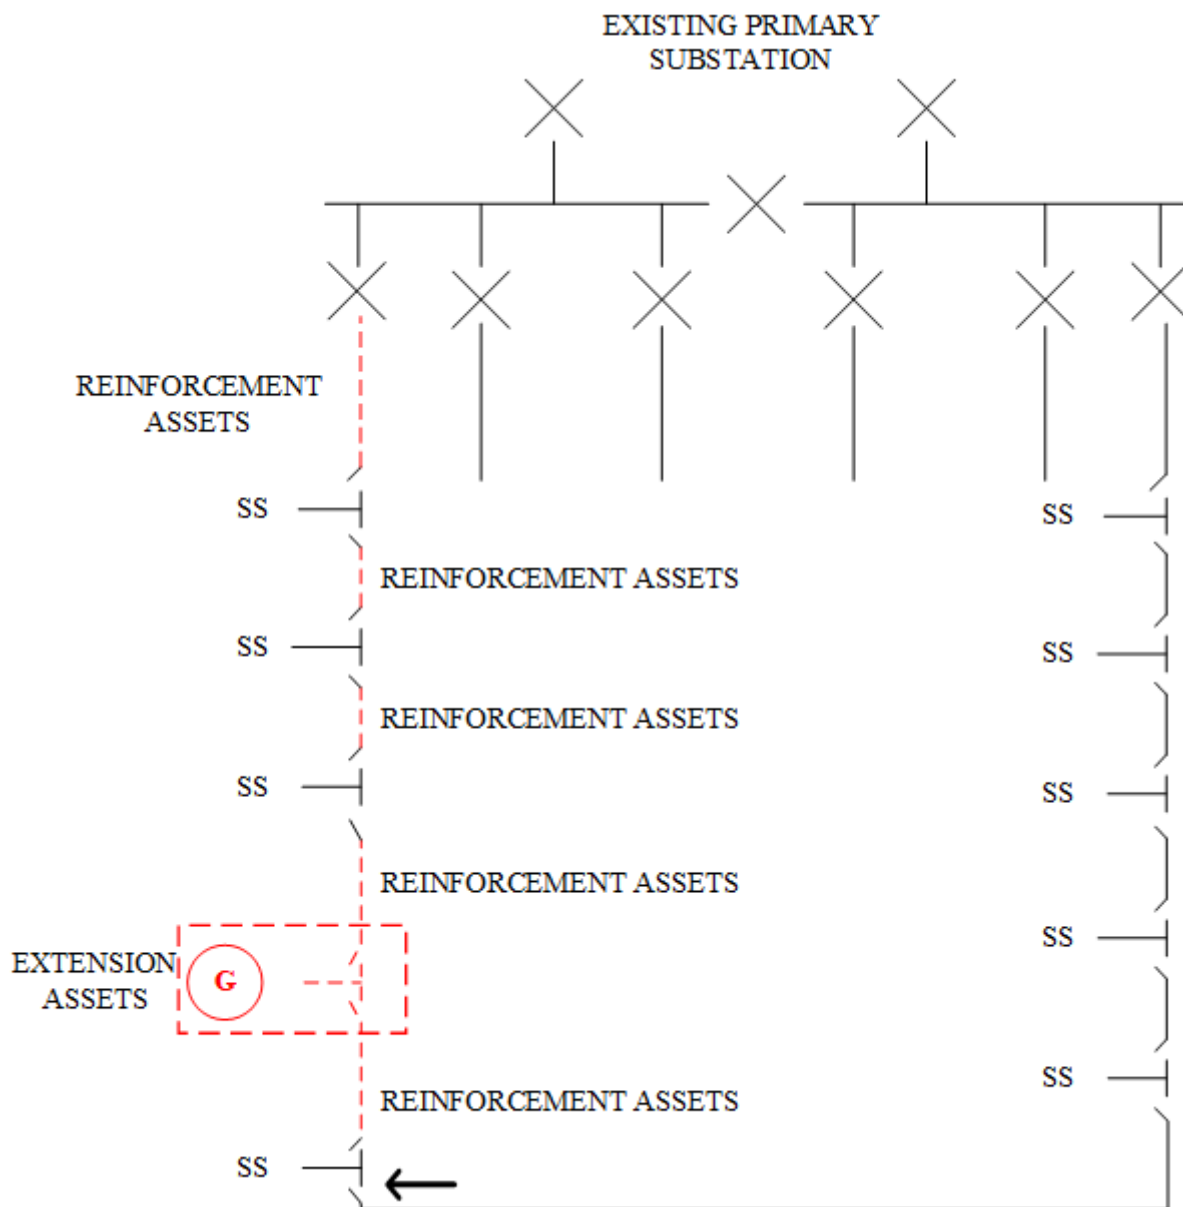 EXISTING PRIMARY
SUBSTATION
REINFORCEMENT
ASSETS
SS
SS
REINFORCEMENT ASSETS
SS
SS
REINFORCEMENT ASSETS
SS
SS
REINFORCEMENT ASSETS
SS
EXTENSION
ASSETS
G
SS
REINFORCEMENT ASSETS
SS